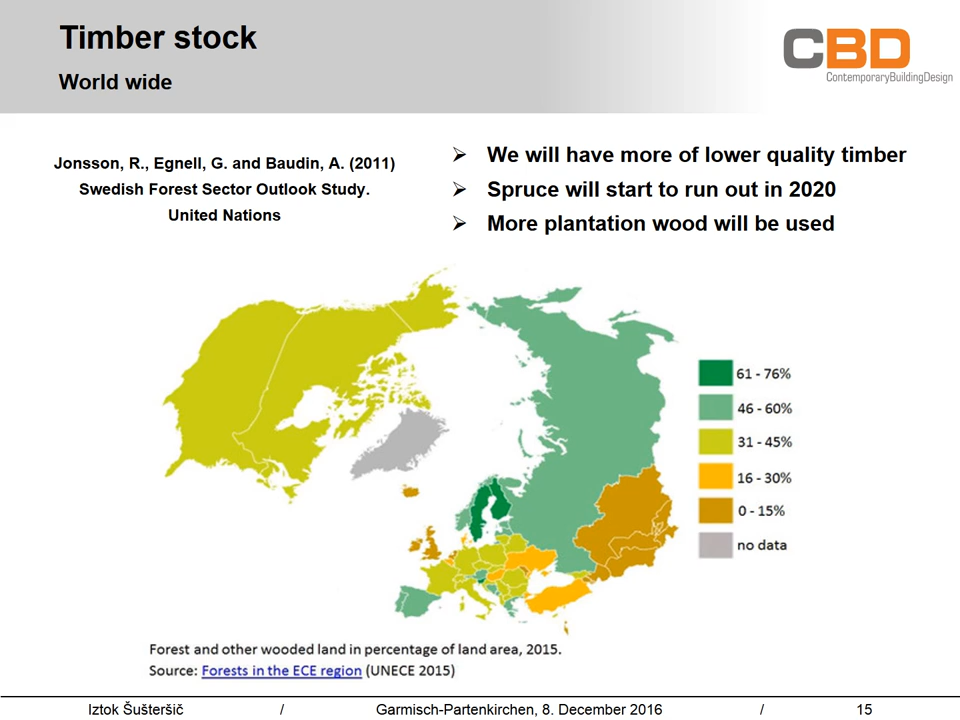 Timber stock
World wide
CBD
ContemporaryBuildingDesign
Jonsson, R., Egnell, G. and Baudin, A. (2011)
Swedish Forest Sector Outlook Study.
United Nations
➢ We will have more of lower quality timber
➢ Spruce will start to run out in 2020
➢ More plantation wood will be used
61 - 76%
46 - 60%
31 - 45%
16 - 30%
0 - 15%
no data
Forest and other wooded land in percentage of land area, 2015.
Source: Forests in the ECE region (UNECE 2015)
Iztok Šušteršič / Garmisch-Partenkirchen, 8. December 2016 / 15